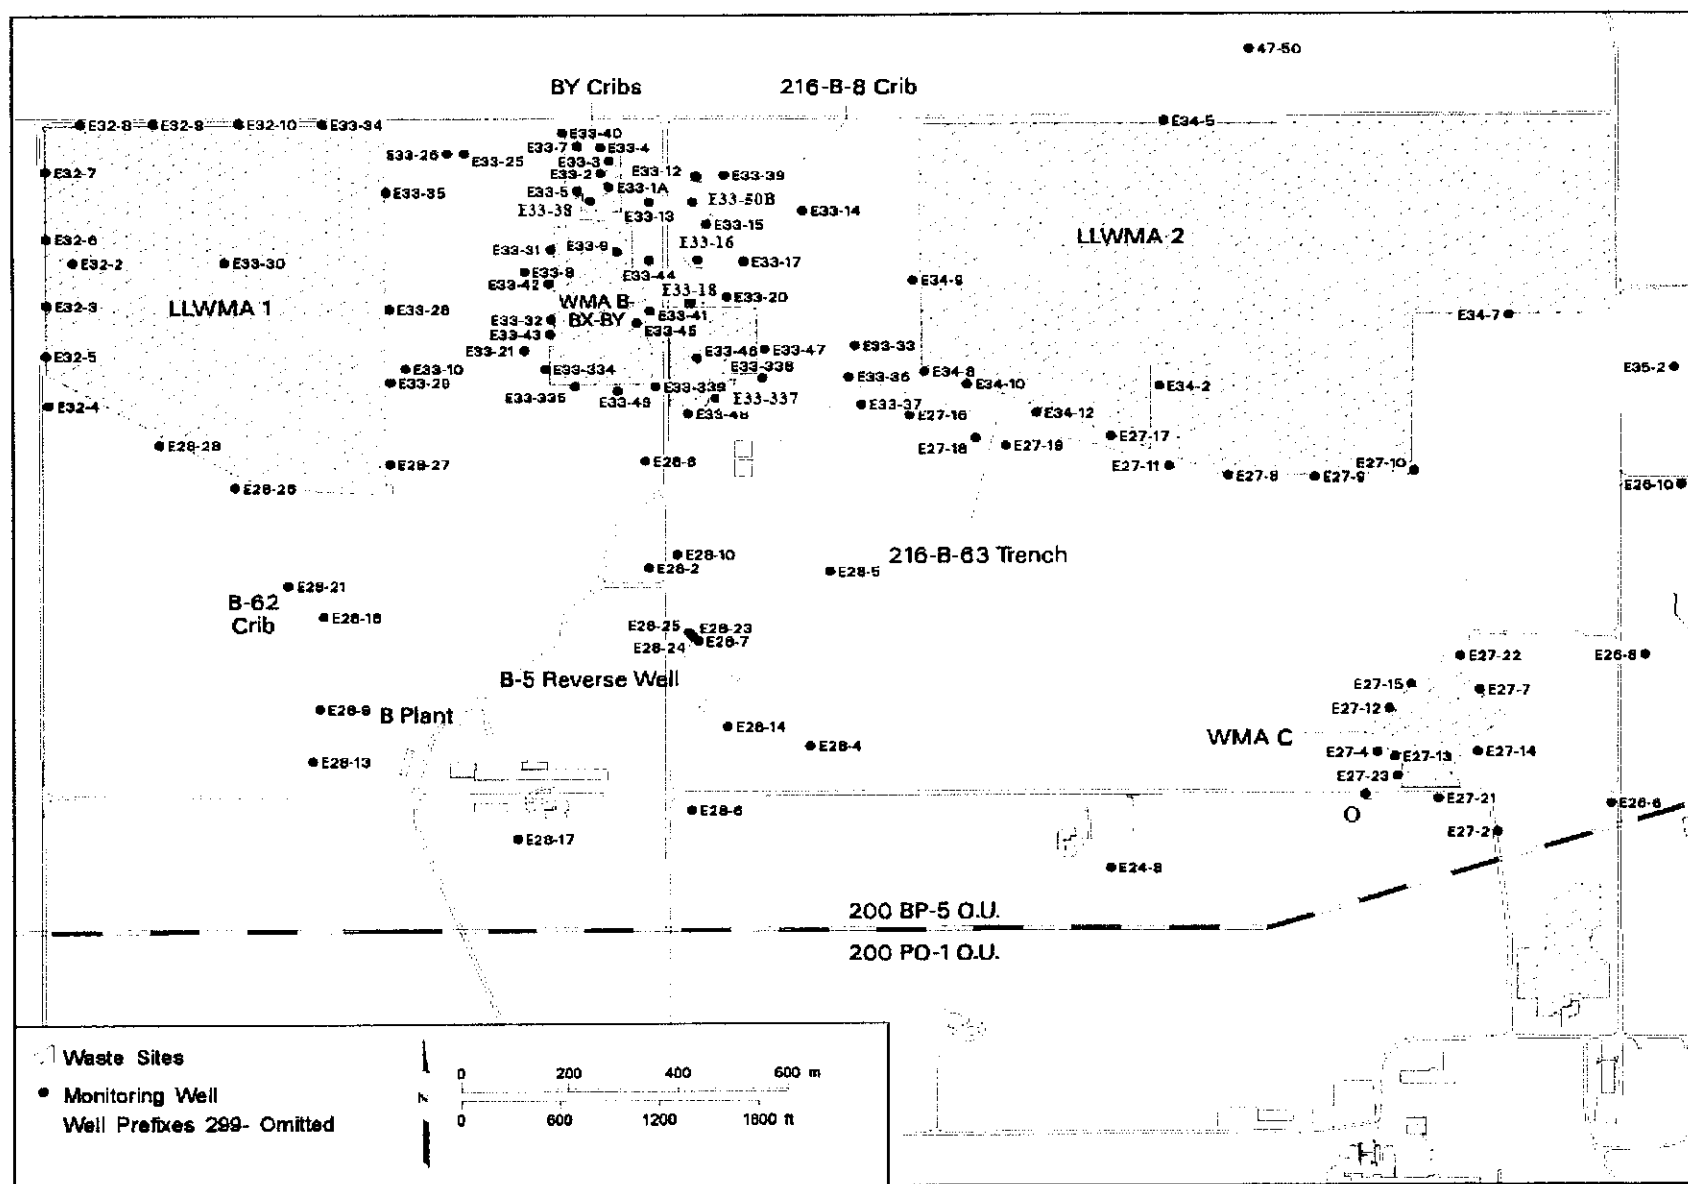 47-50
BY Cribs
216-B-8 Crib
E32-8
E32-9
E32-10
E33-34
E33-40
E34-5
E33-7
E33-4
E33-26
E33-25
E33-3
E32-7
E33-2
E33-12
E33-39
E33-35
E33-5
E33-1A
E33-38
E33-13
E33-50B
E33-14
E33-15
E32-6
LLWMA 2
E33-31
E33-9
E33-16
E32-2
E33-30
E33-44
E33-17
E33-8
E34-9
E33-42
E33-18
E33-20
E32-3
LLWMA 1
E33-28
WMA B-
BX-BY
E33-41
E34-7
E33-32
E33-45
E33-43
E33-21
E33-46
E33-47
E33-33
E32-5
E33-10
E33-334
E33-338
E33-36
E34-8
E35-2
E33-29
E33-335
E33-49
E33-339
E33-337
E34-10
E34-2
E32-4
E33-48
E33-37
E27-16
E34-12
E28-28
E27-18
E27-19
E27-17
E28-27
E28-8
E27-11
E27-8
E27-9
E27-10
E28-26
E26-10
E28-10
216-B-63 Trench
E28-2
E28-5
E28-21
B-62
Crib
E28-18
E28-25
E28-23
E28-24
E28-7
E27-22
E26-8
B-5 Reverse Well
E27-15
E27-7
E28-9
B Plant
E27-12
E28-14
WMA C
E28-4
E27-4
E27-13
E27-14
E28-13
E27-23
E28-6
O
E27-21
E26-6
E28-17
E27-2
E24-8
200 BP-5 O.U.
200 PO-1 O.U.
Waste Sites
Monitoring Well
Well Prefixes 299- Omitted
N
0 200 400 600 m
0 600 1200 1800 ft